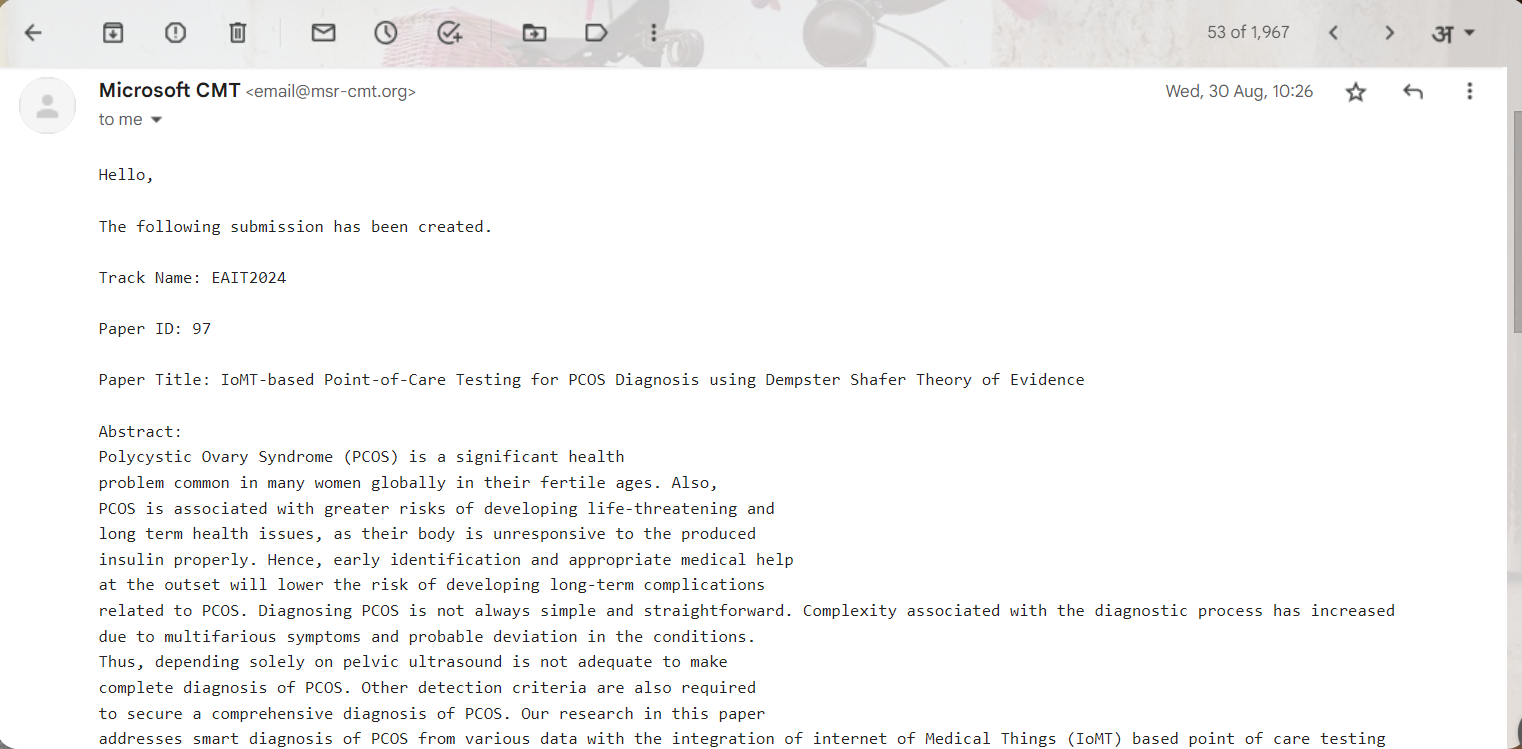 53 of 1,967
अ
Microsoft CMT <email@msr-cmt.org>
Wed, 30 Aug, 10:26
to me
Hello,
The following submission has been created.
Track Name: EAIT2024
Paper ID: 97
Paper Title: IoMT-based Point-of-Care Testing for PCOS Diagnosis using Dempster Shafer Theory of Evidence
Abstract:
Polycystic Ovary Syndrome (PCOS) is a significant health
problem common in many women globally in their fertile ages. Also,
PCOS is associated with greater risks of developing life-threatening and
long term health issues, as their body is unresponsive to the produced
insulin properly. Hence, early identification and appropriate medical help
at the outset will lower the risk of developing long-term complications
related to PCOS. Diagnosing PCOS is not always simple and straightforward. Complexity associated with the diagnostic process has increased
due to multifarious symptoms and probable deviation in the conditions.
Thus, depending solely on pelvic ultrasound is not adequate to make
complete diagnosis of PCOS. Other detection criteria are also required
to secure a comprehensive diagnosis of PCOS. Our research in this paper
addresses smart diagnosis of PCOS from various data with the integration of internet of Medical Things (IoMT) based point of care testing